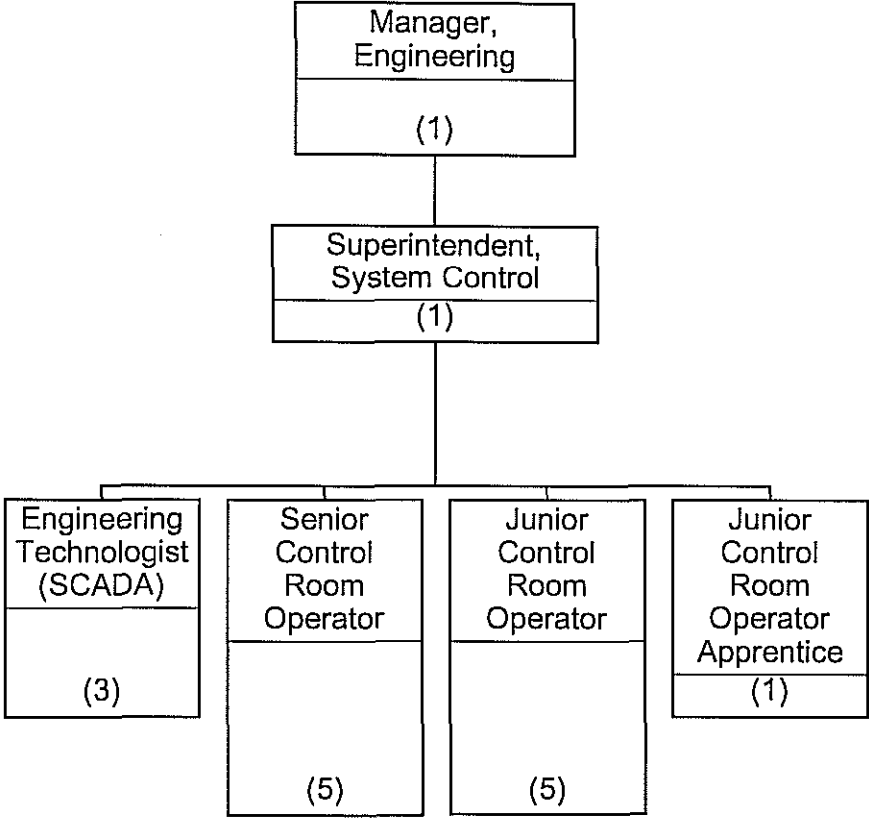 Manager,
Engineering
(1)
Superintendent,
System Control
(1)
Engineering
Technologist
(SCADA)
(3)
Senior
Control
Room
Operator
(5)
Junior
Control
Room
Operator
(5)
Junior
Control
Room
Operator
Apprentice
(1)